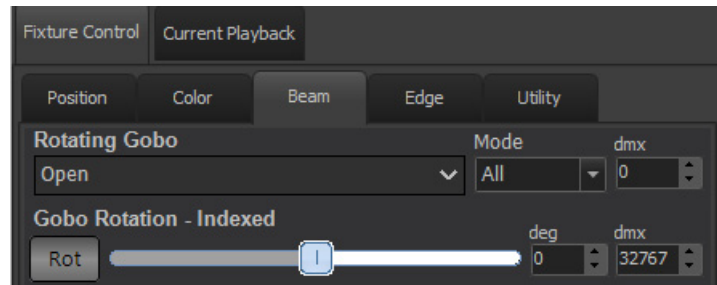 Fixture Control Current Playback
Position Color Beam Edge Utility
Rotating Gobo Mode dmx
Open All 0
Gobo Rotation - Indexed deg dmx
Rot 0 32767